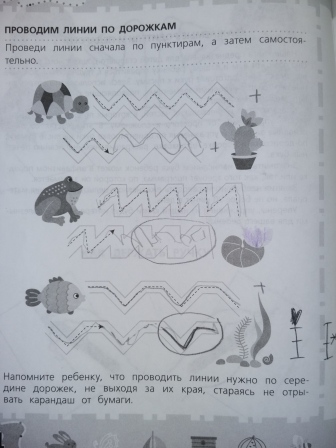 ПРОВОДИМ ЛИНИИ ПО ДОРОЖКАМ
Проведи линии сначала по пунктирам, а затем самостоя-
тельно.
Напомните ребенку, что проводить линии нужно по сере-
дине дорожек, не выходя за их края, стараясь не отры-
вать карандаш от бумаги.